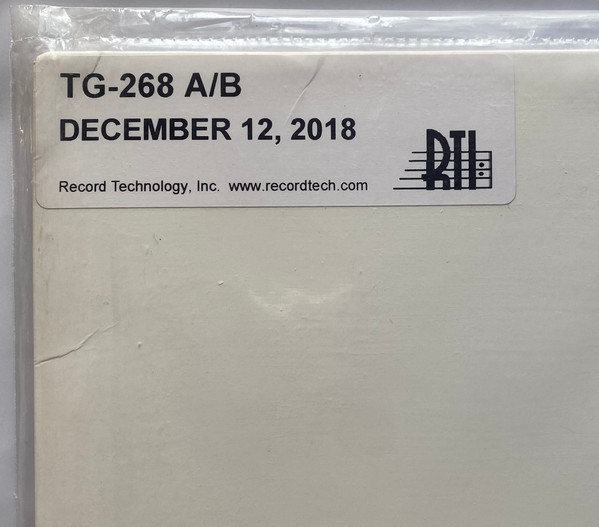 TG-268 A/B
DECEMBER 12, 2018
Record Technology, Inc. www.recordtech.com
RTI